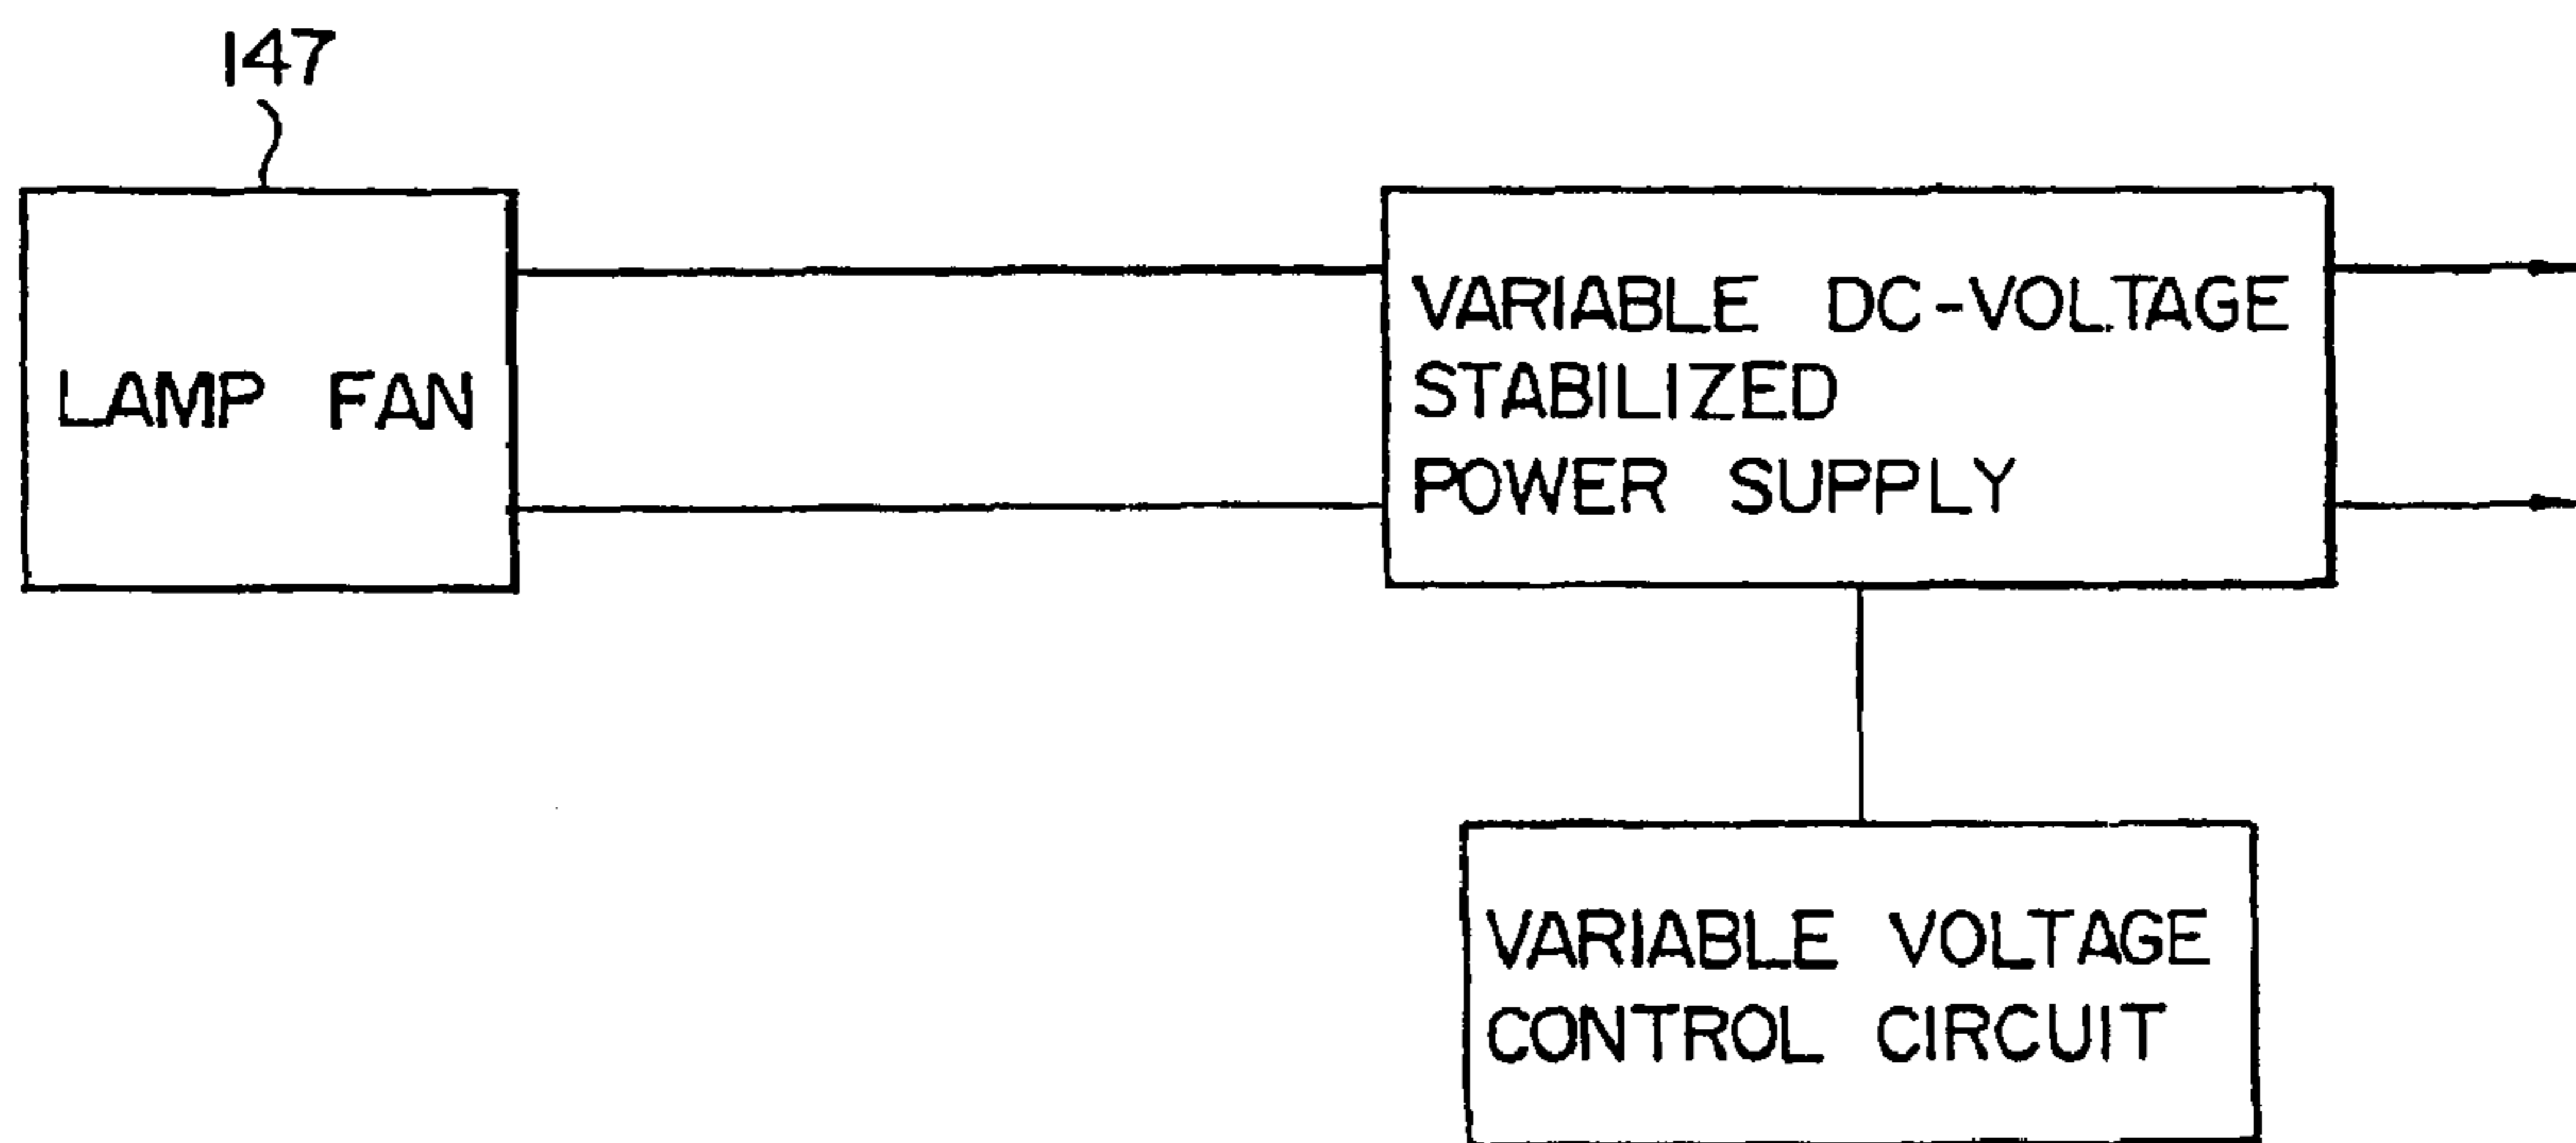 147
LAMP FAN
VARIABLE DC-VOLTAGE
STABILIZED
POWER SUPPLY
VARIABLE VOLTAGE
CONTROL CIRCUIT